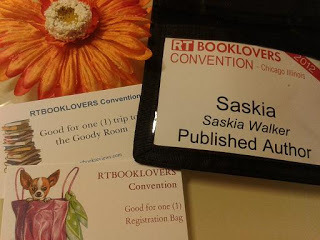 RT BOOKLOVERS
CONVENTION - Chicago Illinois
2012
Saskia
Saskia Walker
Published Author
RTBOOKLOVERS Convention
Good for one (1) trip to
the Goody Room
RTBOOKLOVERS
Convention
Good for one (1)
Registration Bag